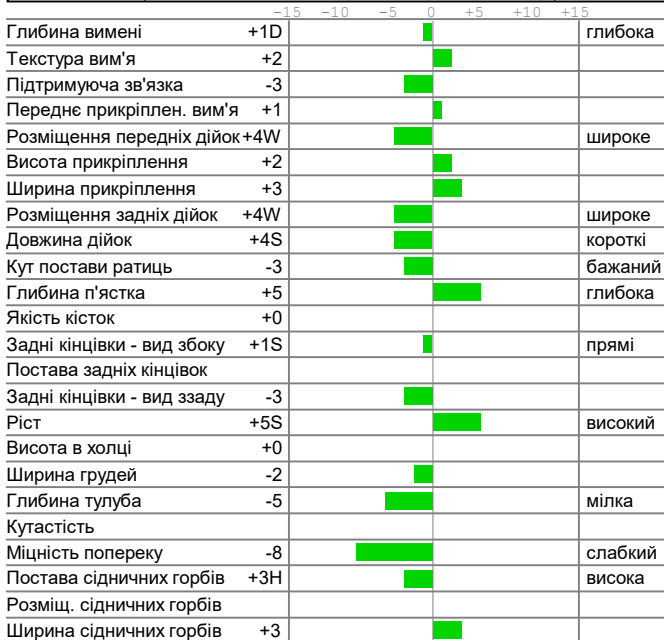 -15 -10 -5 0 +5 +10 +15
Глибина вимені +1D глибока
Текстура вим'я +2
Підтримуюча зв'язка -3
Переднє прикріплен. вим'я +1
Розміщення передніх дійок +4W широке
Висота прикріплення +2
Ширина прикріплення +3
Розміщення задніх дійок +4W широке
Довжина дійок +4S короткі
Кут постави ратиць -3 бажаний
Глибина п'ястка +5 глибока
Якість кісток +0
Задні кінцівки - вид збоку +1S прямі
Постава задніх кінцівок
Задні кінцівки - вид ззаду -3
Ріст +5S високий
Висота в холці +0
Ширина грудей -2
Глибина тулуба -5 мілка
Кутастість
Міцність попереку -8 слабкий
Постава сідничних горбів +3H висока
Розміщ. сідничних горбів
Ширина сідничних горбів +3